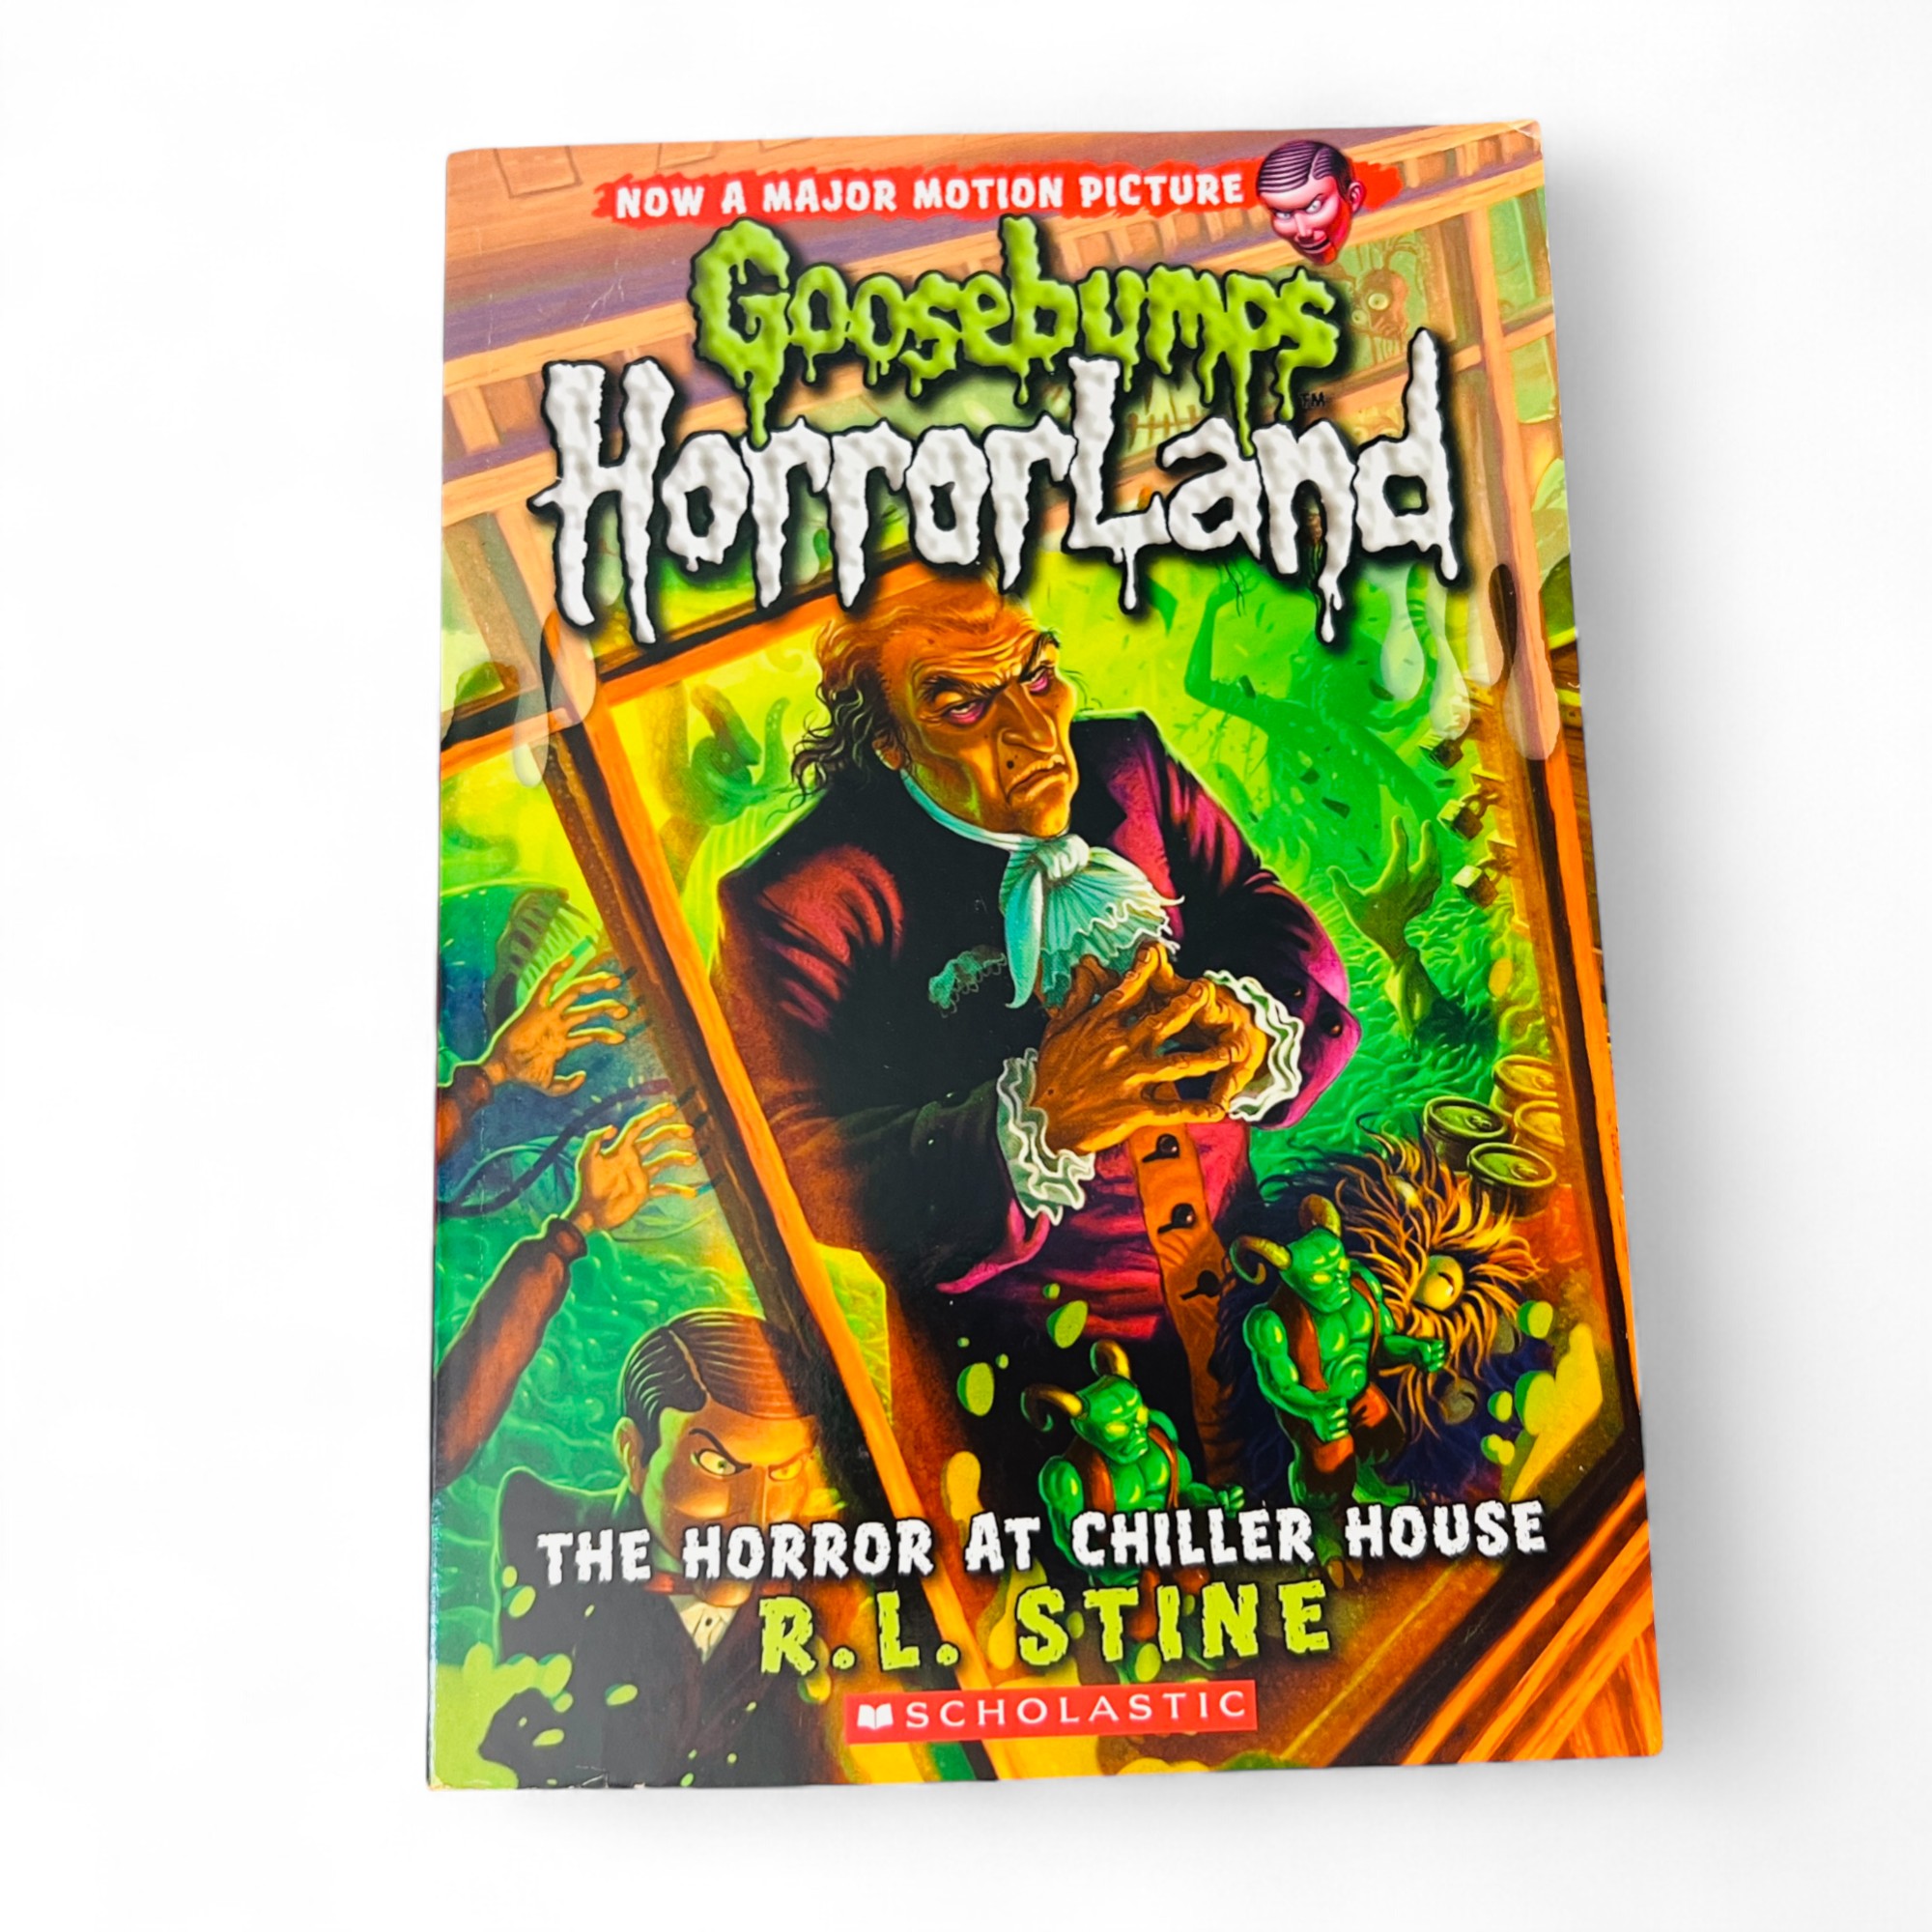 NOW A MAJOR MOTION PICTURE
Goosebumps
HorrorLand
TM
THE HORROR AT CHILLER HOUSE
R.L. STINE
SCHOLASTIC